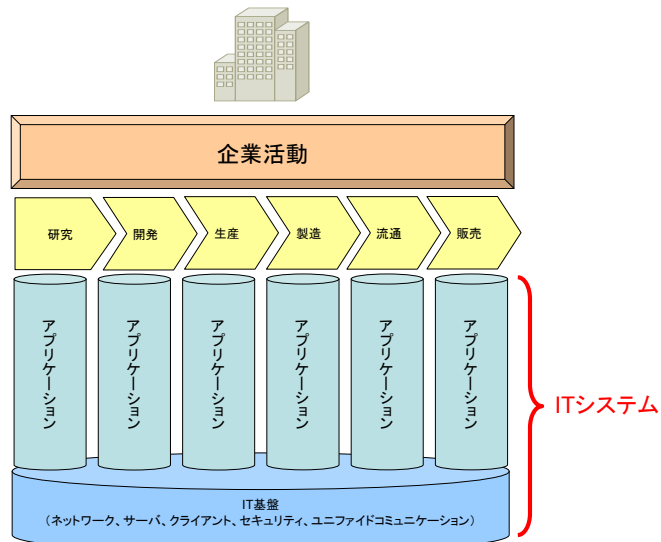 企業活動
研究
開発
生産
製造
流通
販売
アプリケーション
アプリケーション
アプリケーション
アプリケーション
アプリケーション
アプリケーション
ITシステム
IT基盤
（ネットワーク、サーバ、クライアント、セキュリティ、ユニファイドコミュニケーション）